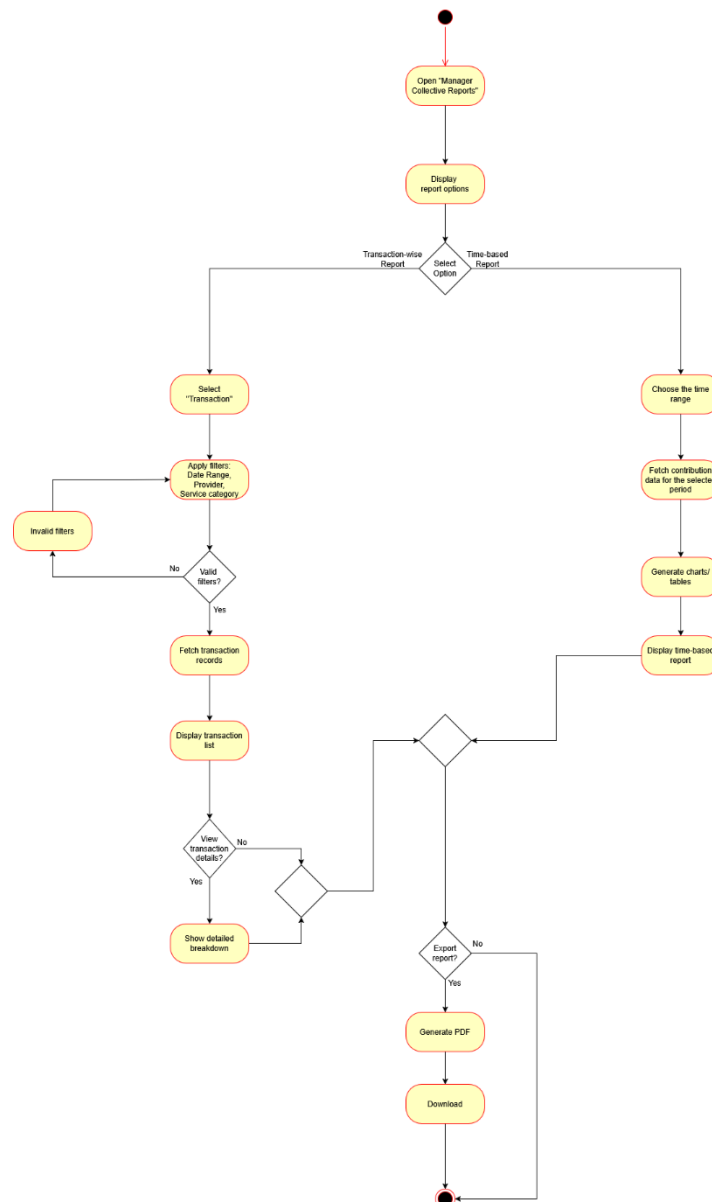 Open "Manager
Collective Reports"
Display
report options
Transaction-wise
Report
Select
Option
Time-based
Report
Select
"Transaction"
Apply filters:
Date Range,
Provider,
Service category
Invalid filters
No
Valid
filters?
Yes
Fetch transaction
records
Display transaction
list
View
transaction
details?
No
Yes
Show detailed
breakdown
Choose the time
range
Fetch contribution
data for the selected
period
Generate charts/
tables
Display time-based
report
Export
report?
No
Yes
Generate PDF
Download